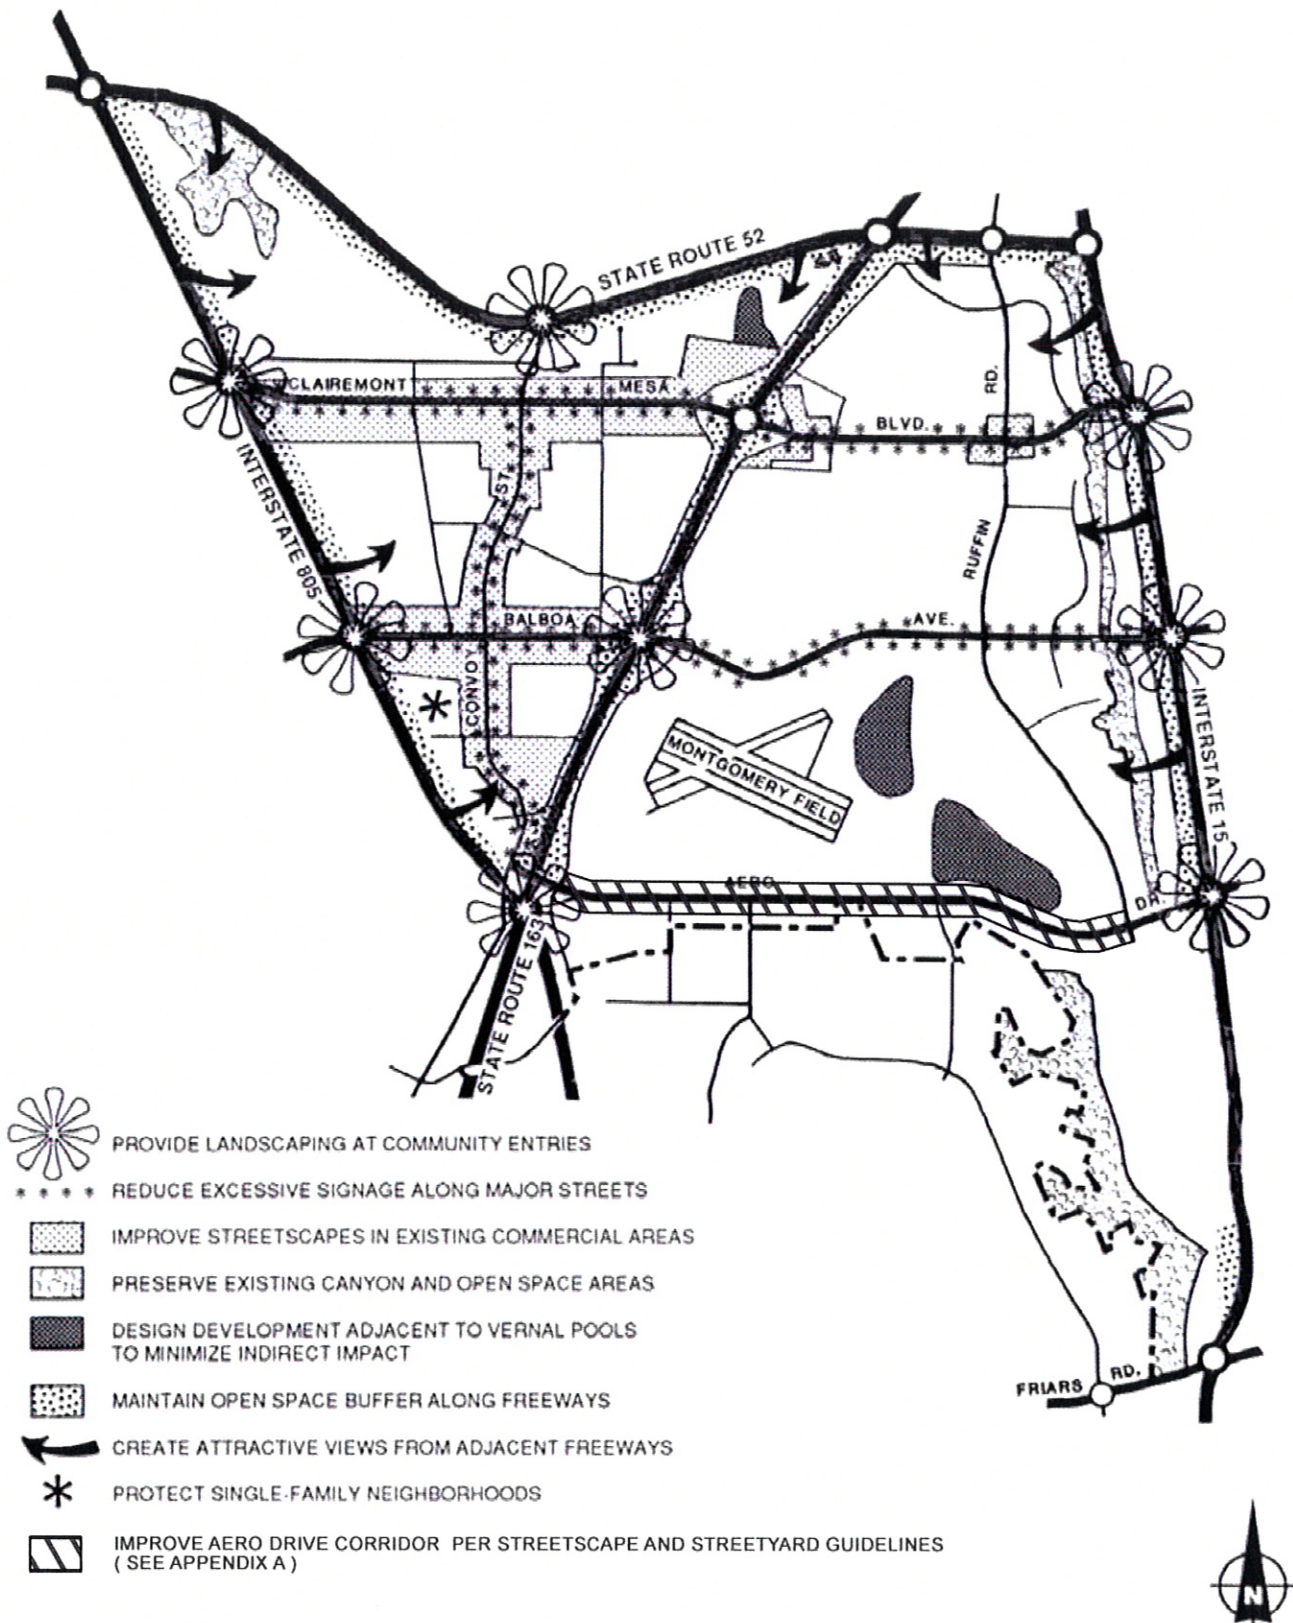 STATE ROUTE 52
CLAIREMONT
MESA
BLVD.
RD.
ST.
INTERSTATE 805
RUFFIN
BALBOA
AVE.
CONVOY
MONTGOMERY FIELD
INTERSTATE 15
AERO
DR.
STATE ROUTE 163
FRIARS
RD.
PROVIDE LANDSCAPING AT COMMUNITY ENTRIES
REDUCE EXCESSIVE SIGNAGE ALONG MAJOR STREETS
IMPROVE STREETSCAPES IN EXISTING COMMERCIAL AREAS
PRESERVE EXISTING CANYON AND OPEN SPACE AREAS
DESIGN DEVELOPMENT ADJACENT TO VERNAL POOLS
TO MINIMIZE INDIRECT IMPACT
MAINTAIN OPEN SPACE BUFFER ALONG FREEWAYS
CREATE ATTRACTIVE VIEWS FROM ADJACENT FREEWAYS
PROTECT SINGLE-FAMILY NEIGHBORHOODS
IMPROVE AERO DRIVE CORRIDOR PER STREETSCAPE AND STREETYARD GUIDELINES
( SEE APPENDIX A )
N